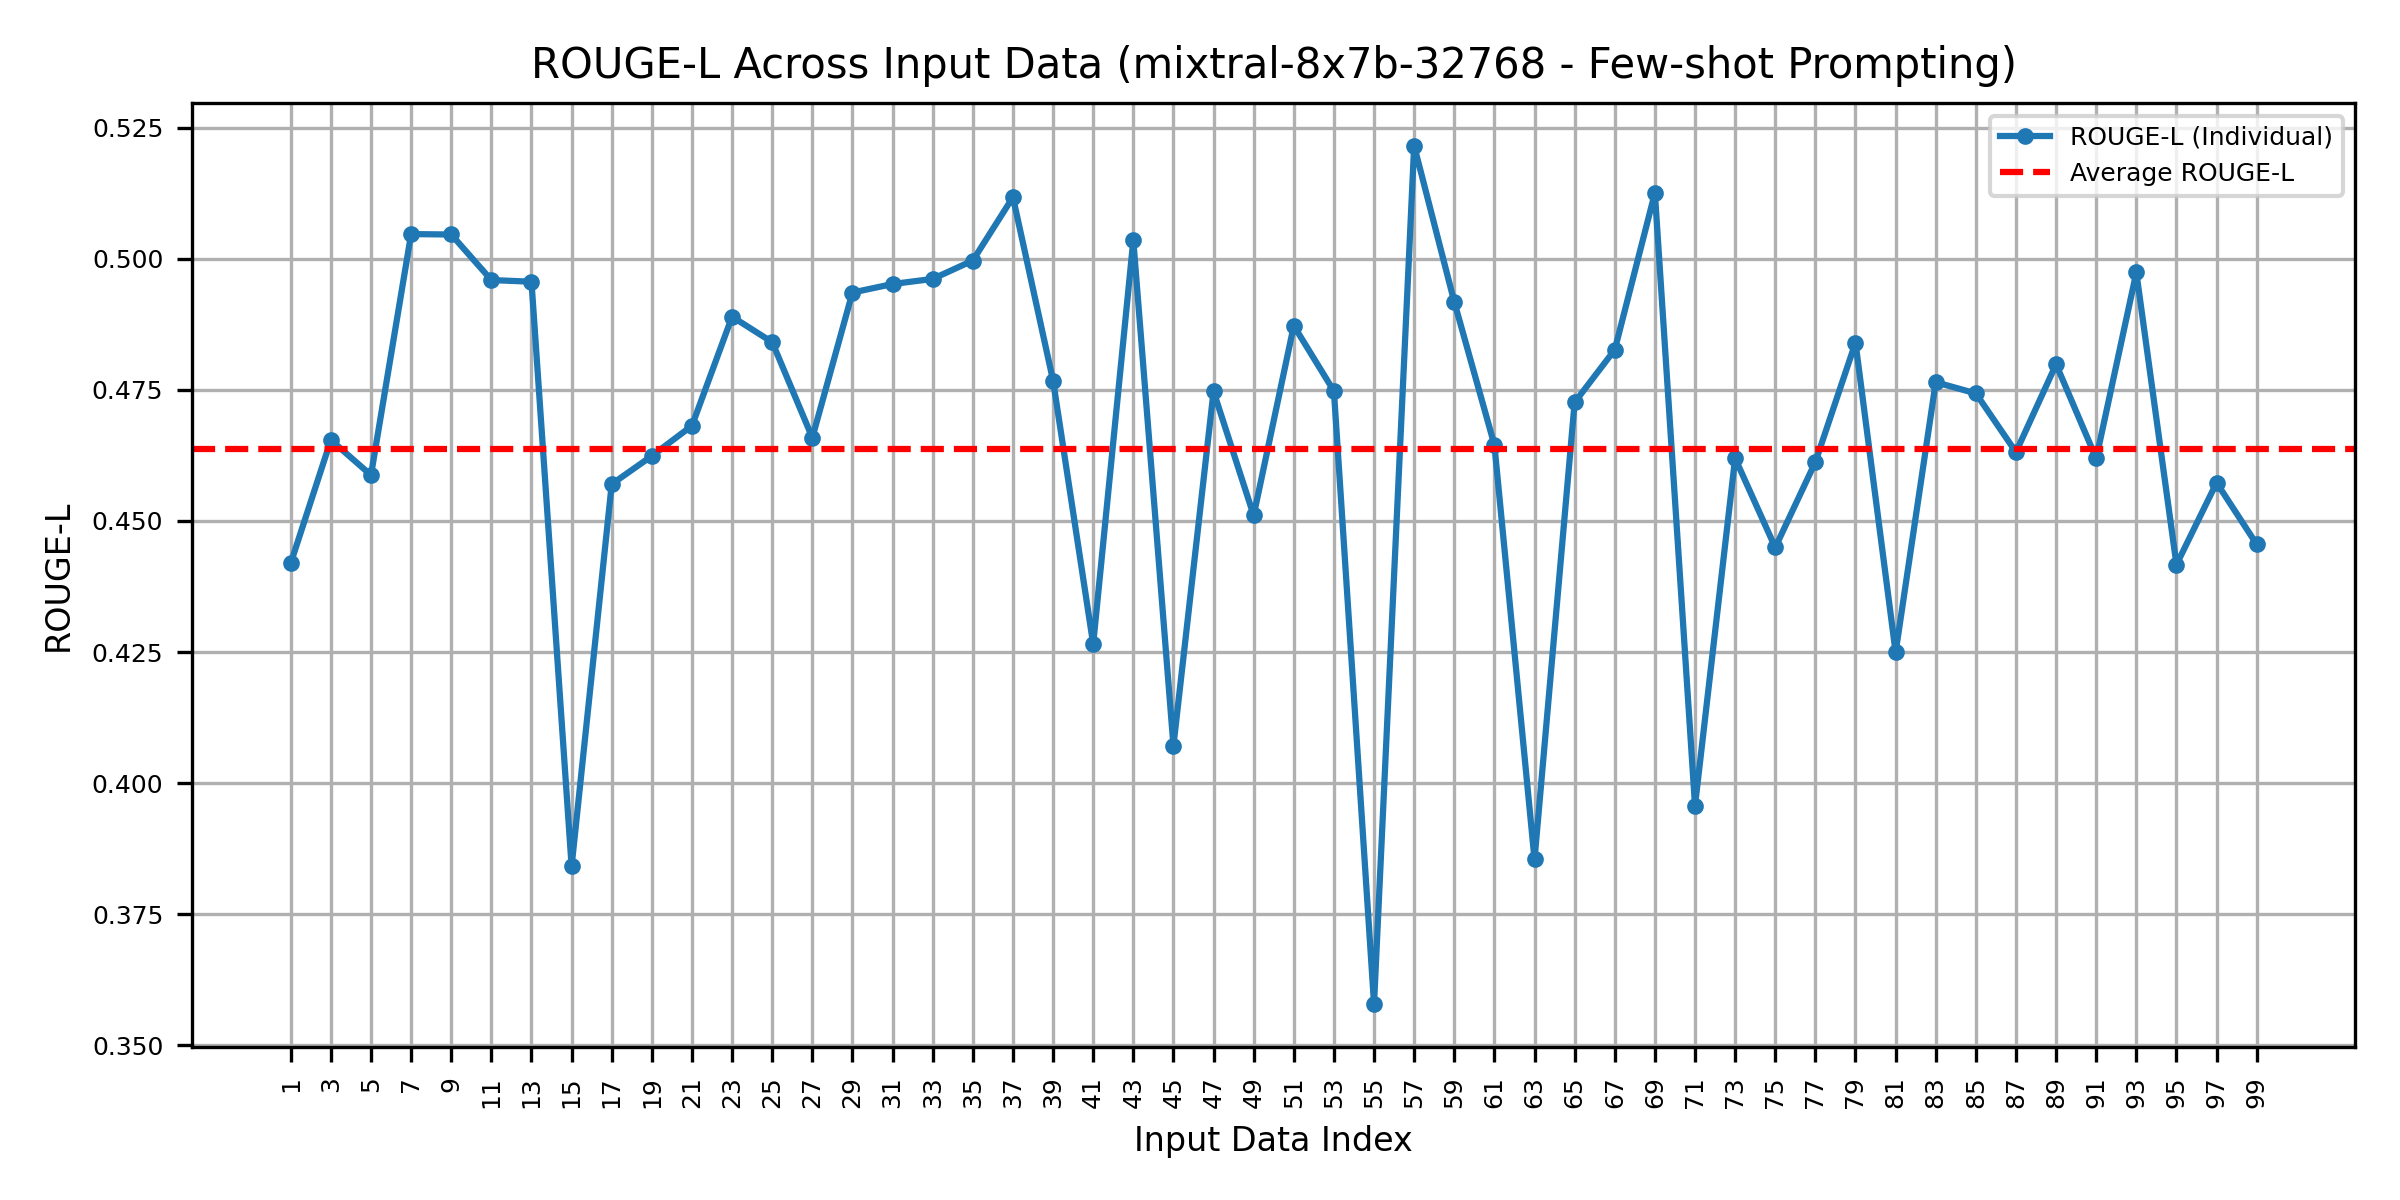 ROUGE-L Across Input Data (mixtral-8x7b-32768 - Few-shot Prompting)
ROUGE-L (Individual)
Average ROUGE-L
ROUGE-L
0.525
0.500
0.475
0.450
0.425
0.400
0.375
0.350
1 3 5 7 9 11 13 15 17 19 21 23 25 27 29 31 33 35 37 39 41 43 45 47 49 51 53 55 57 59 61 63 65 67 69 71 73 75 77 79 81 83 85 87 89 91 93 95 97 99
Input Data Index